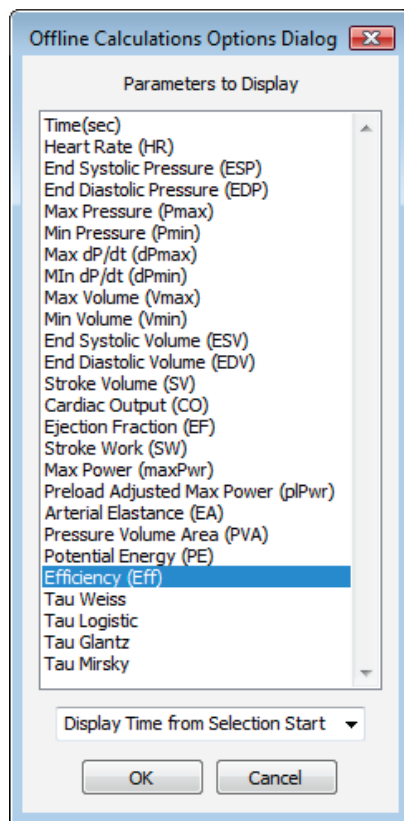 Offline Calculations Options Dialog
Parameters to Display
Time(sec)
Heart Rate (HR)
End Systolic Pressure (ESP)
End Diastolic Pressure (EDP)
Max Pressure (Pmax)
Min Pressure (Pmin)
Max dP/dt (dPmax)
MIn dP/dt (dPmin)
Max Volume (Vmax)
Min Volume (Vmin)
End Systolic Volume (ESV)
End Diastolic Volume (EDV)
Stroke Volume (SV)
Cardiac Output (CO)
Ejection Fraction (EF)
Stroke Work (SW)
Max Power (maxPwr)
Preload Adjusted Max Power (plPwr)
Arterial Elastance (EA)
Pressure Volume Area (PVA)
Potential Energy (PE)
Efficiency (Eff)
Tau Weiss
Tau Logistic
Tau Glantz
Tau Mirsky
Display Time from Selection Start
OK Cancel